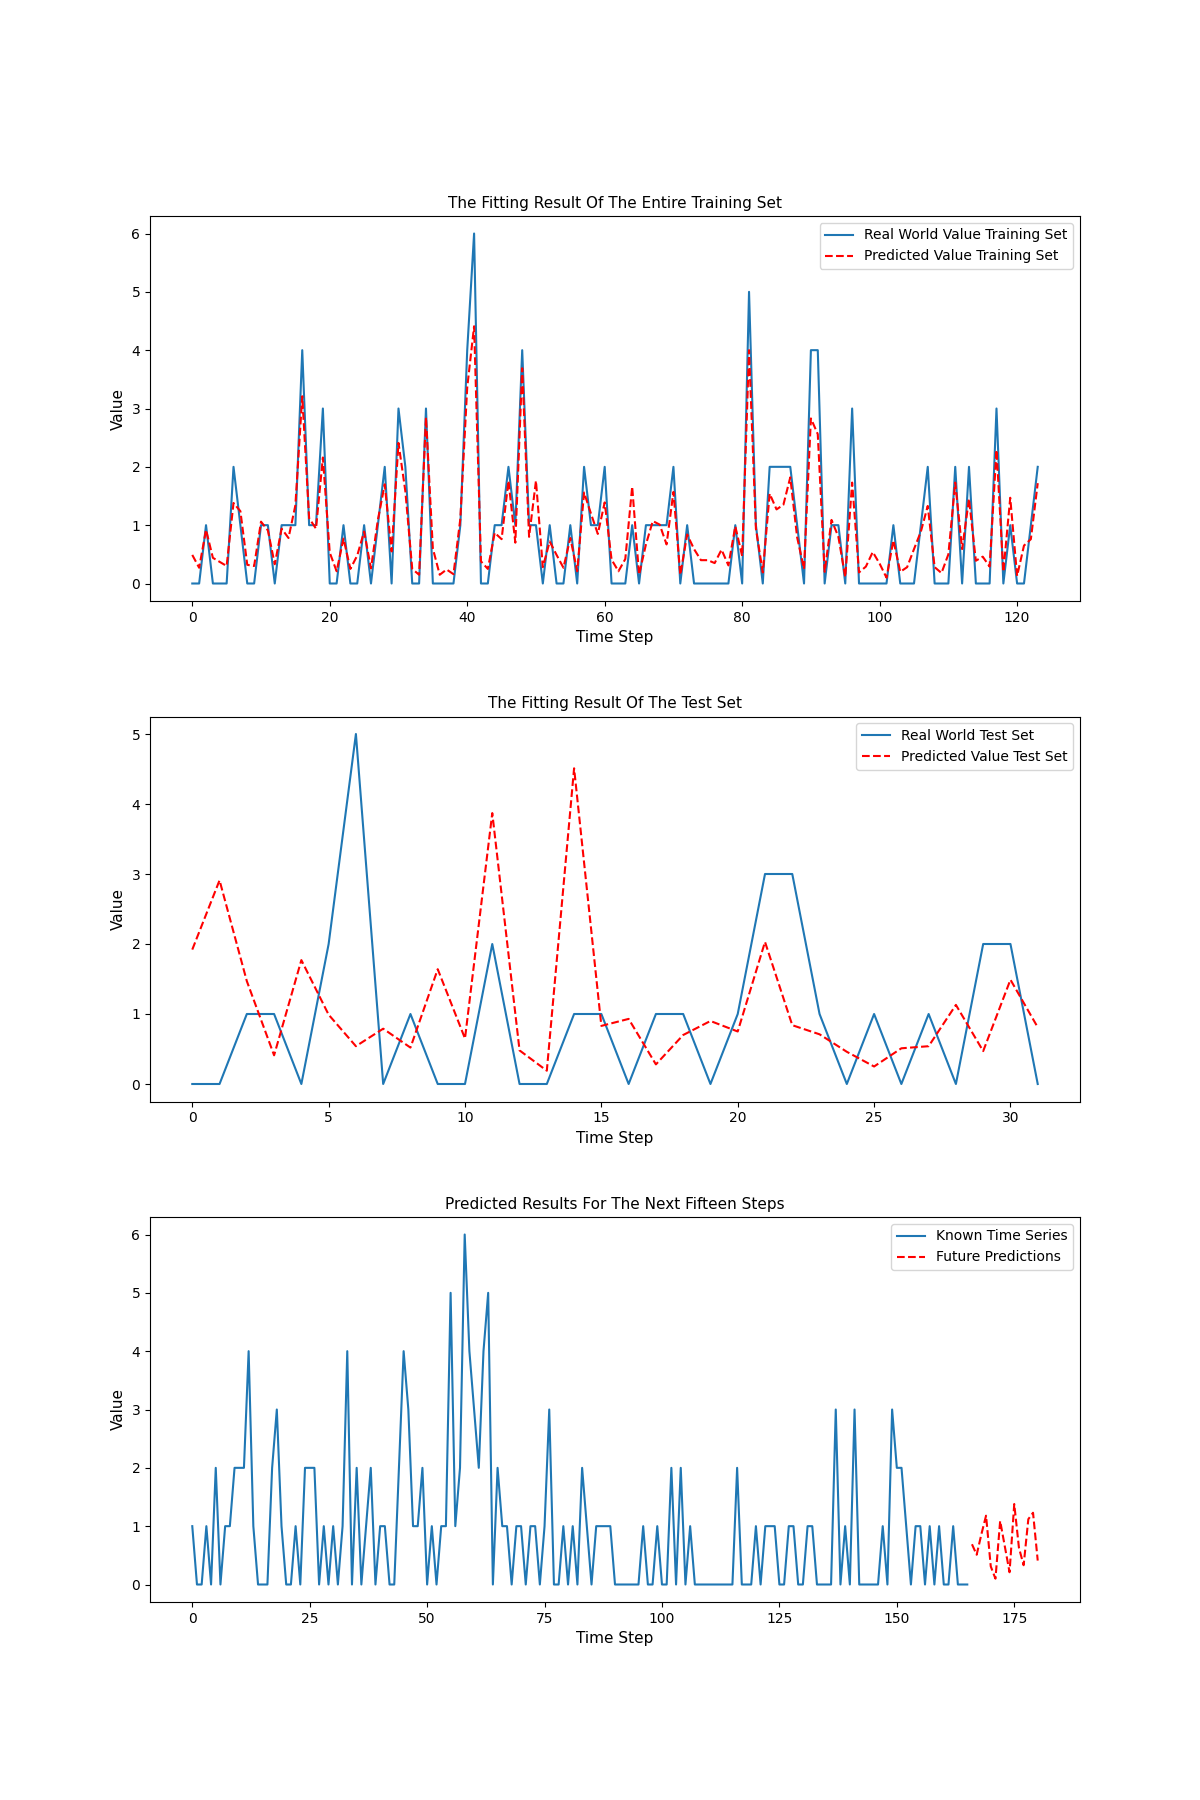 The Fitting Result Of The Entire Training Set
Real World Value Training Set
Predicted Value Training Set
6
5
4
3
2
1
0
Value
0 20 40 60 80 100 120
Time Step
The Fitting Result Of The Test Set
Real World Test Set
Predicted Value Test Set
5
4
3
2
1
0
Value
0 5 10 15 20 25 30
Time Step
Predicted Results For The Next Fifteen Steps
Known Time Series
Future Predictions
6
5
4
3
2
1
0
Value
0 25 50 75 100 125 150 175
Time Step